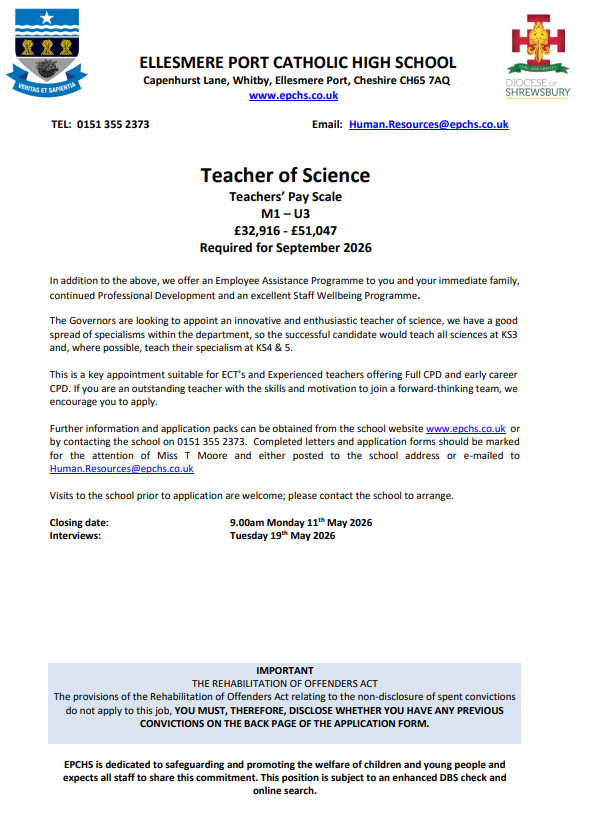 VERITAS ET SAPIENTIA
ELLESMERE PORT CATHOLIC HIGH SCHOOL
Capenhurst Lane, Whitby, Ellesmere Port, Cheshire CH65 7AQ
www.epchs.co.uk
DIOCESE OF
SHREWSBURY
TEL: 0151 355 2373 Email: Human.Resources@epchs.co.uk
Teacher of Science
Teachers' Pay Scale
M1 – U3
£32,916 - £51,047
Required for September 2026
In addition to the above, we offer an Employee Assistance Programme to you and your immediate family,
continued Professional Development and an excellent Staff Wellbeing Programme.
The Governors are looking to appoint an innovative and enthusiastic teacher of science, we have a good
spread of specialisms within the department, so the successful candidate would teach all sciences at KS3
and, where possible, teach their specialism at KS4 & 5.
This is a key appointment suitable for ECT's and Experienced teachers offering Full CPD and early career
CPD. If you are an outstanding teacher with the skills and motivation to join a forward-thinking team, we
encourage you to apply.
Further information and application packs can be obtained from the school website www.epchs.co.uk or
by contacting the school on 0151 355 2373. Completed letters and application forms should be marked
for the attention of Miss T Moore and either posted to the school address or e-mailed to
Human.Resources@epchs.co.uk
Visits to the school prior to application are welcome; please contact the school to arrange.
Closing date: 9.00am Monday 11th May 2026
Interviews: Tuesday 19th May 2026
IMPORTANT
THE REHABILITATION OF OFFENDERS ACT
The provisions of the Rehabilitation of Offenders Act relating to the non-disclosure of spent convictions
do not apply to this job, YOU MUST, THEREFORE, DISCLOSE WHETHER YOU HAVE ANY PREVIOUS
CONVICTIONS ON THE BACK PAGE OF THE APPLICATION FORM.
EPCHS is dedicated to safeguarding and promoting the welfare of children and young people and
expects all staff to share this commitment. This position is subject to an enhanced DBS check and
online search.